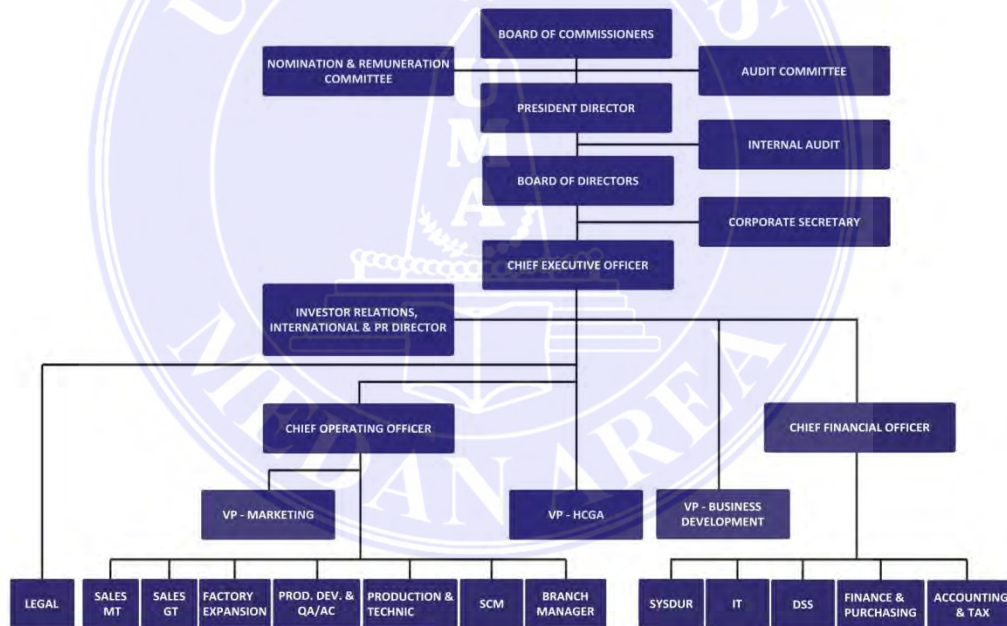 BOARD OF COMMISSIONERS
NOMINATION & REMUNERATION
COMMITTEE
AUDIT COMMITTEE
PRESIDENT DIRECTOR
INTERNAL AUDIT
BOARD OF DIRECTORS
CORPORATE SECRETARY
CHIEF EXECUTIVE OFFICER
INVESTOR RELATIONS,
INTERNATIONAL & PR DIRECTOR
CHIEF OPERATING OFFICER
CHIEF FINANCIAL OFFICER
VP - MARKETING
VP - HCGA
VP - BUSINESS
DEVELOPMENT
LEGAL
SALES
MT
SALES
GT
FACTORY
EXPANSION
PROD. DEV. &
QA/AC
PRODUCTION &
TECHNIC
SCM
BRANCH
MANAGER
SYSDUR
IT
DSS
FINANCE &
PURCHASING
ACCOUNTING
& TAX
UMA
MEDAN AREA